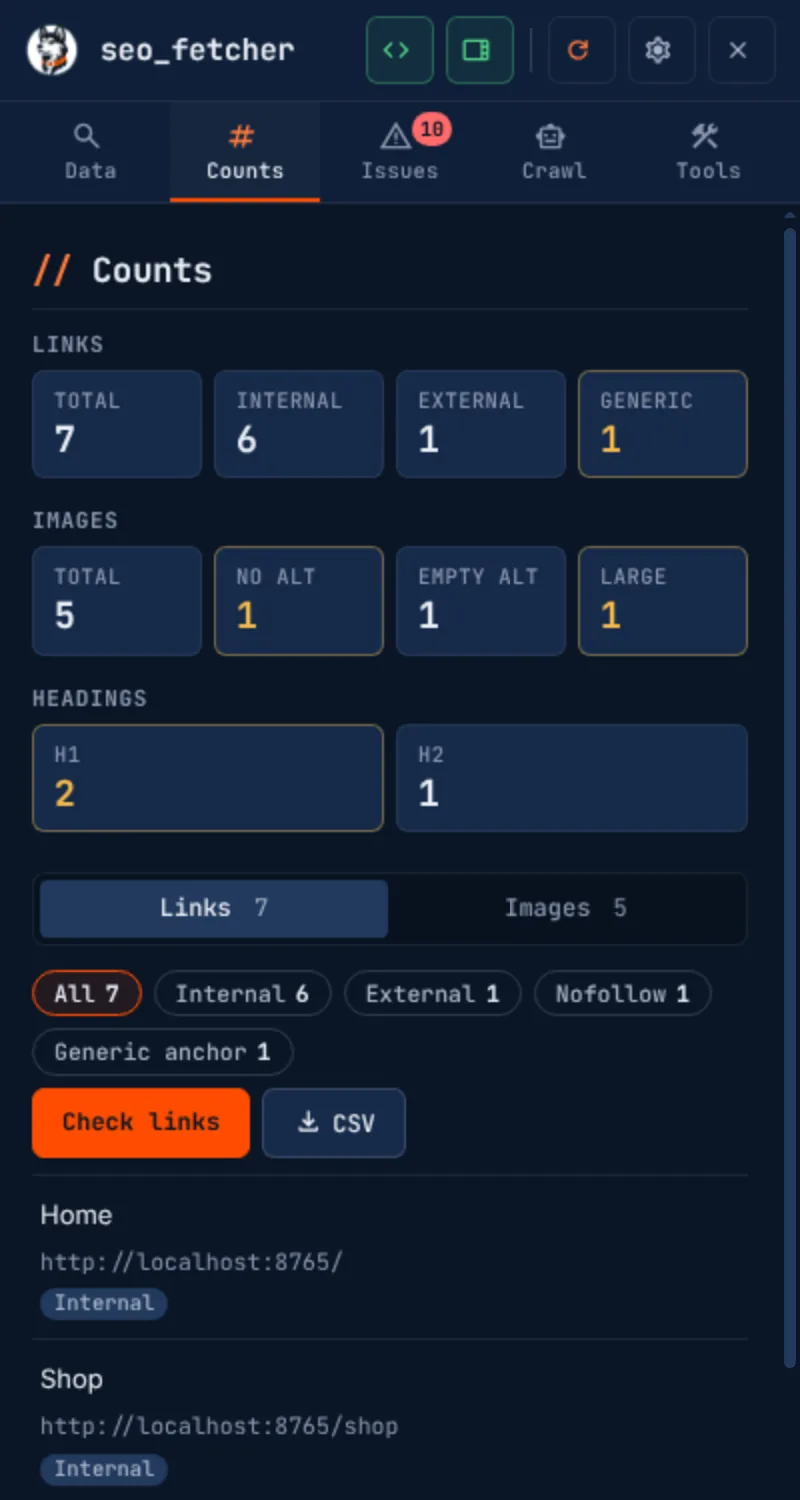 seo_fetcher
10
Data Counts Issues Crawl Tools
// Counts
LINKS
TOTAL INTERNAL EXTERNAL GENERIC
7 6 1 1
IMAGES
TOTAL NO ALT EMPTY ALT LARGE
5 1 1 1
HEADINGS
H1 H2
2 1
Links 7 Images 5
All 7 Internal 6 External 1 Nofollow 1
Generic anchor 1
Check links CSV
Home
http://localhost:8765/
Internal
Shop
http://localhost:8765/shop
Internal